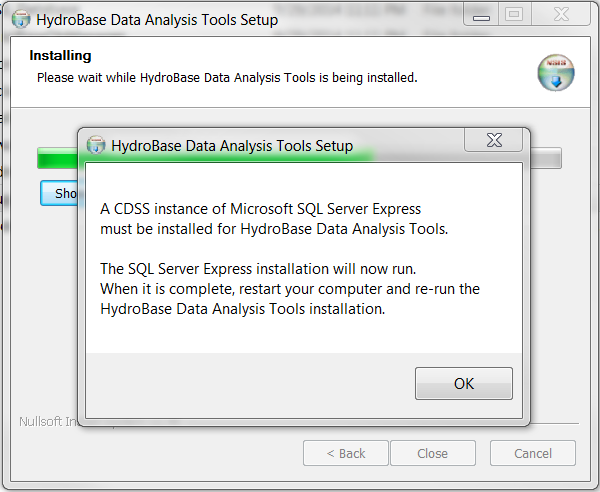 HydroBase Data Analysis Tools Setup
Installing
Please wait while HydroBase Data Analysis Tools is being installed.
HydroBase Data Analysis Tools Setup
Sho
A CDSS instance of Microsoft SQL Server Express
must be installed for HydroBase Data Analysis Tools.
The SQL Server Express installation will now run.
When it is complete, restart your computer and re-run the
HydroBase Data Analysis Tools installation.
OK
Nullsoft In
< Back
Close
Cancel